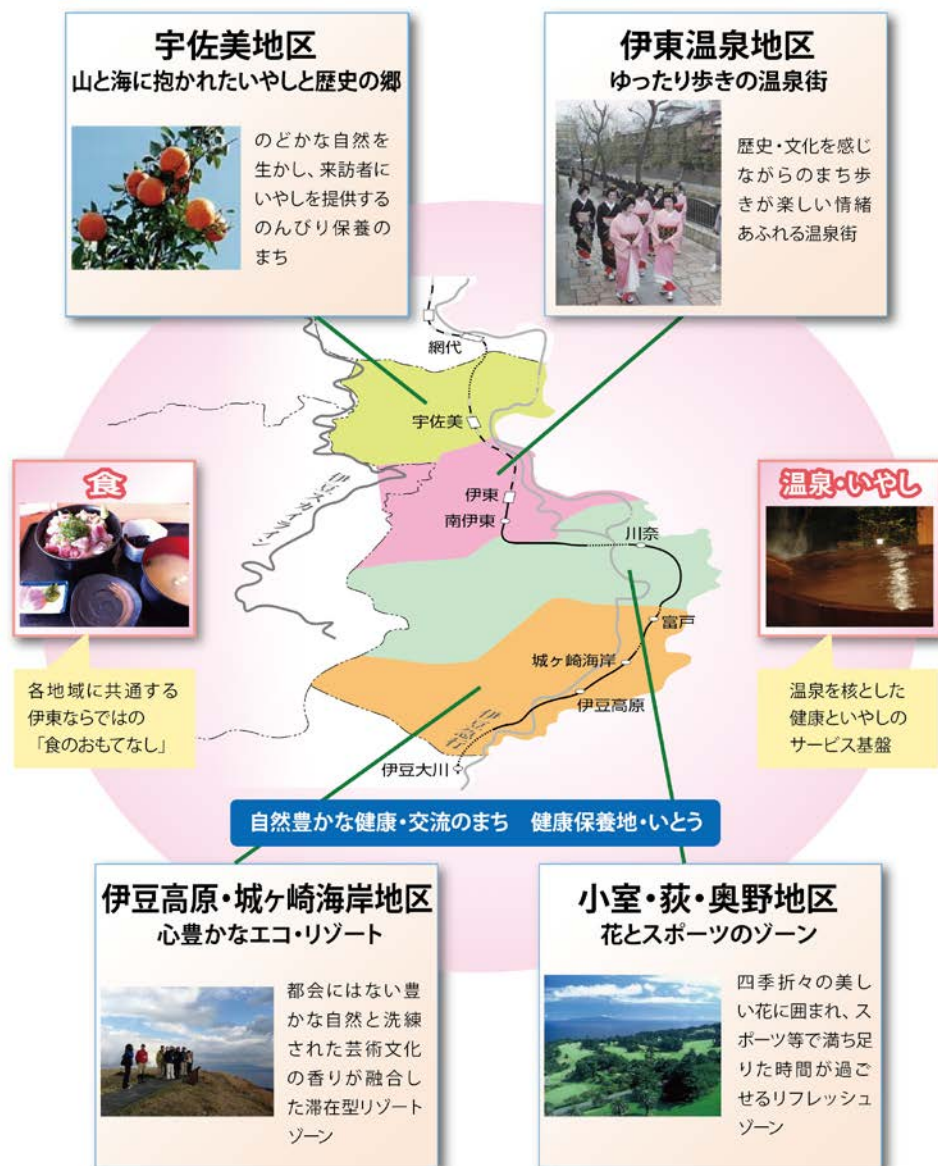 宇佐美地区
山と海に抱かれたいやしと歴史の郷
のどかな自然を
生かし、来訪者に
いやしを提供する
のんびり保養の
まち
伊東温泉地区
ゆったり歩きの温泉街
歴史・文化を感じ
ながらのまち歩
きが楽しい情緒
あふれる温泉街
網代
宇佐美
伊豆スカイライン
伊東
南伊東
川奈
富戸
城ヶ崎海岸
伊豆高原
伊豆急行
伊豆大川
食
各地域に共通する
伊東ならではの
「食のおもてなし」
温泉・いやし
温泉を核とした
健康といやしの
サービス基盤
自然豊かな健康・交流のまち　健康保養地・いとう
伊豆高原・城ヶ崎海岸地区
心豊かなエコ・リゾート
都会にはない豊
かな自然と洗練
された芸術文化
の香りが融合し
た滞在型リゾート
ゾーン
小室・荻・奥野地区
花とスポーツのゾーン
四季折々の美し
い花に囲まれ、ス
ポーツ等で満ち足
りた時間が過ご
せるリフレッシュ
ゾーン